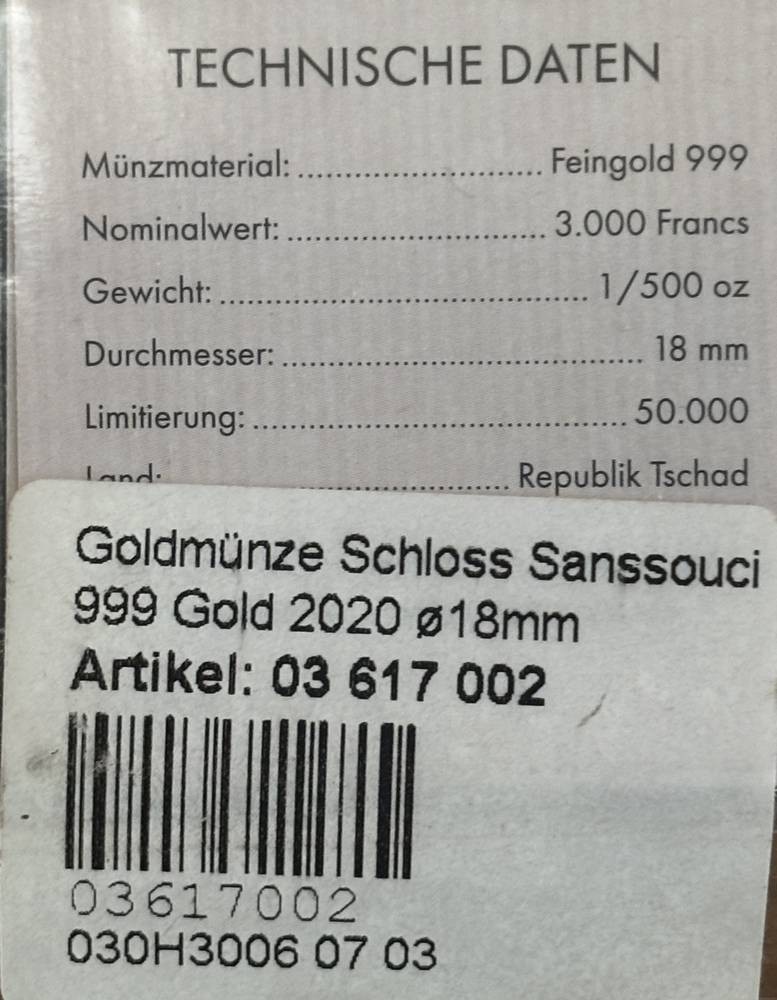 TECHNISCHE DATEN
Münzmaterial: Feingold 999
Nominalwert: 3.000 Francs
Gewicht: 1/500 oz
Durchmesser: 18 mm
Limitierung: 50.000
Land: Republik Tschad
Goldmünze Schloss Sanssouci
999 Gold 2020 ø18mm
Artikel: 03 617 002
03617002
030H3006 07 03